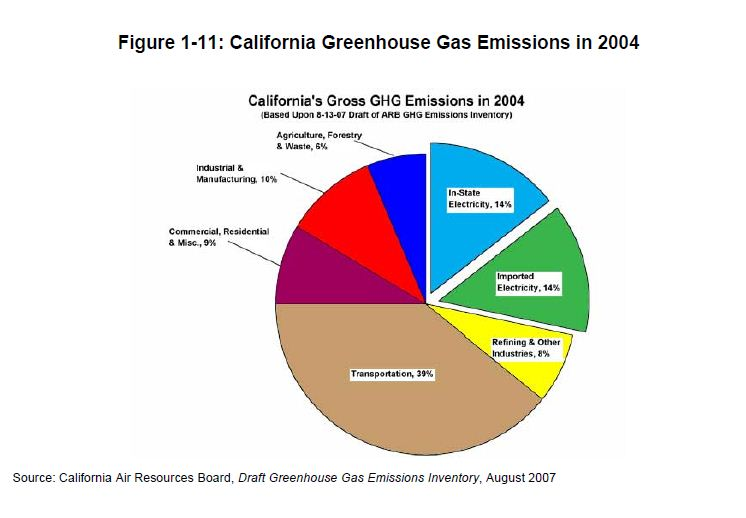 Figure 1-11: California Greenhouse Gas Emissions in 2004
California's Gross GHG Emissions in 2004
(Based Upon 8-13-07 Draft of ARB GHG Emissions Inventory)
Agriculture, Forestry
& Waste, 6%
Industrial &
Manufacturing, 10%
In-State
Electricity, 14%
Commercial, Residential
& Misc., 9%
Imported
Electricity, 14%
Refining & Other
Industries, 8%
Transportation, 39%
Source: California Air Resources Board, Draft Greenhouse Gas Emissions Inventory, August 2007